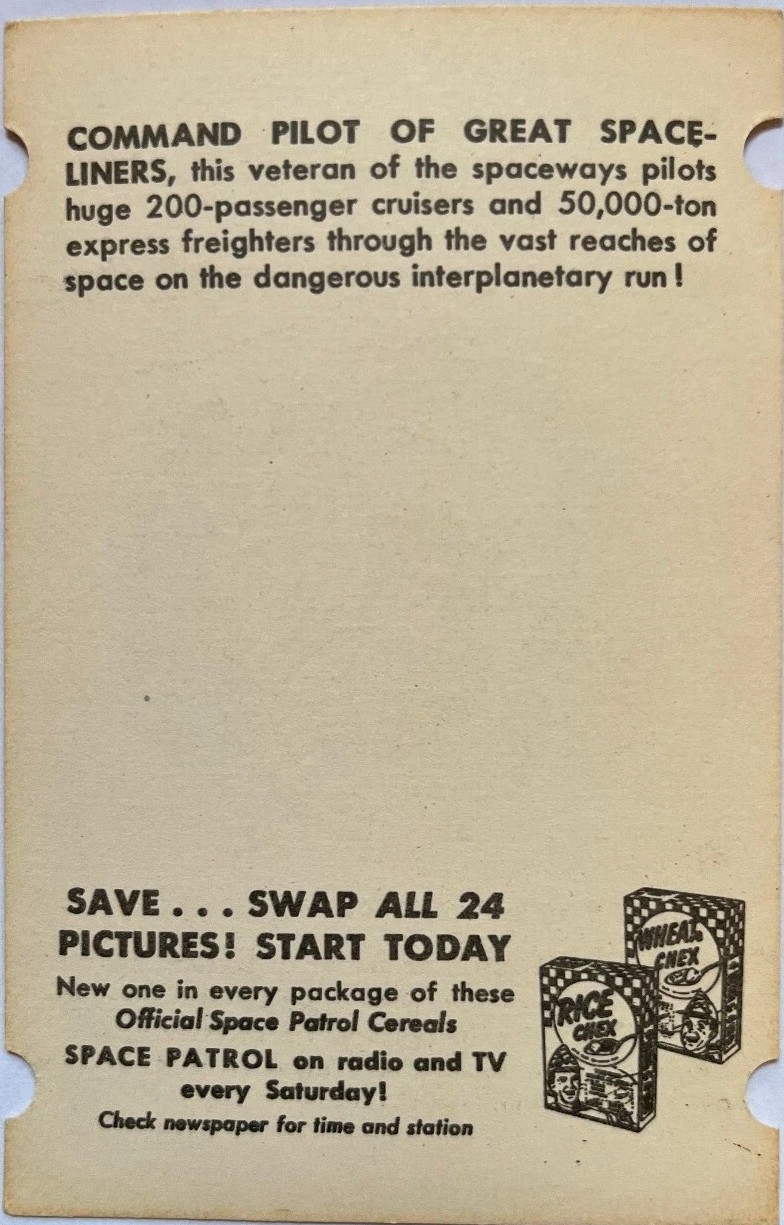 COMMAND PILOT OF GREAT SPACE-
LINERS, this veteran of the spaceways pilots
huge 200-passenger cruisers and 50,000-ton
express freighters through the vast reaches of
space on the dangerous interplanetary run!
SAVE... SWAP ALL 24
PICTURES! START TODAY
New one in every package of these
Official Space Patrol Cereals
SPACE PATROL on radio and TV
every Saturday!
Check newspaper for time and station
WHEAT
CHEX
RICE
CHEX